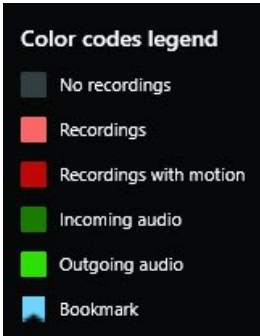 Color codes legend
No recordings
Recordings
Recordings with motion
Incoming audio
Outgoing audio
Bookmark